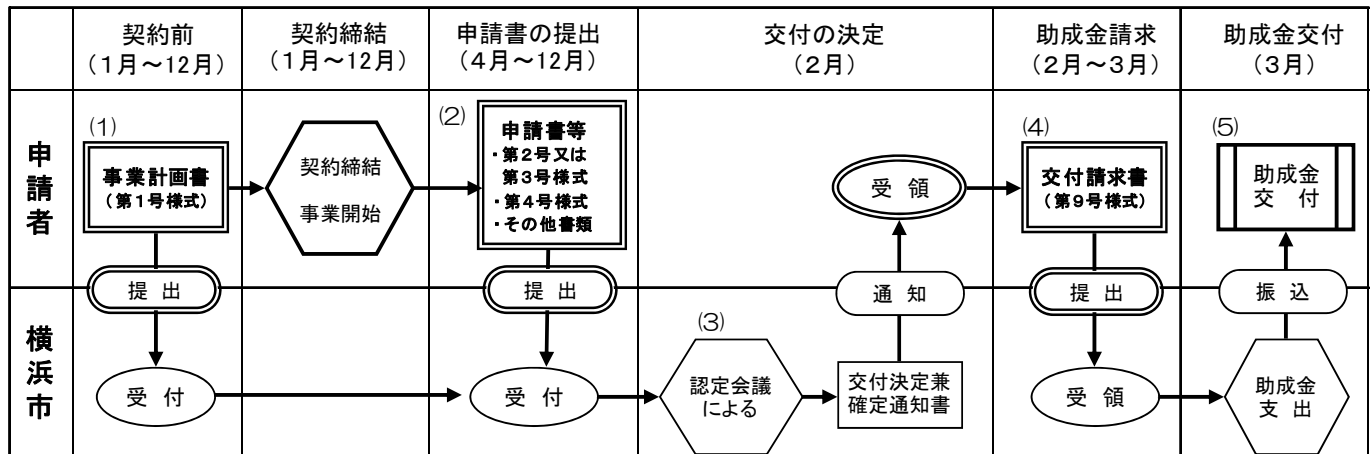 契約前
（1月～12月）
契約締結
（1月～12月）
申請書の提出
（4月～12月）
交付の決定
（2月）
助成金請求
（2月～3月）
助成金交付
（3月）
申請者
(1)
事業計画書
（第1号様式）
契約締結
事業開始
(2)
申請書等
・第2号又は
第3号様式
・第4号様式
・その他書類
受 領
(4)
交付請求書
（第9号様式）
(5)
助成金
交 付
提 出
提 出
通 知
提 出
振 込
横浜市
受 付
受 付
(3)
認定会議
による
交付決定兼
確定通知書
受 領
助成金
支 出